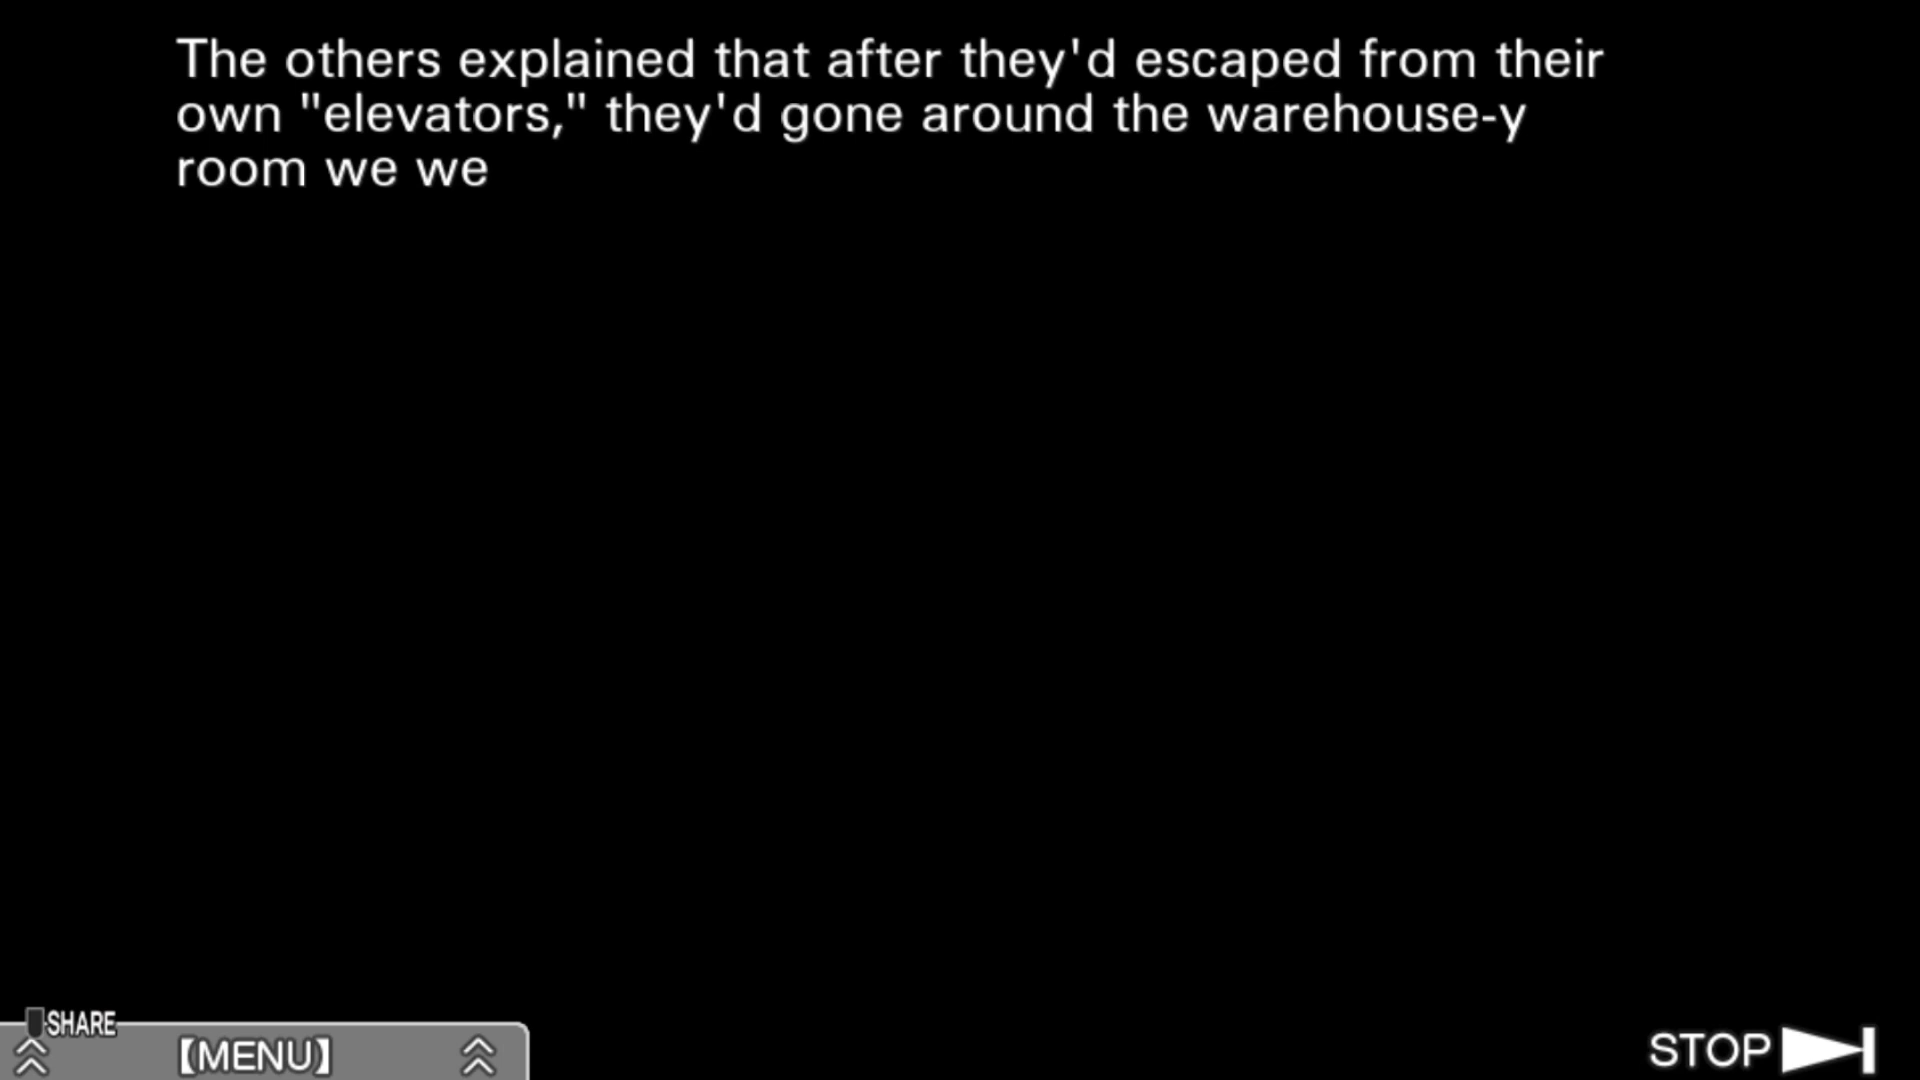 The others explained that after they'd escaped from their
own "elevators," they'd gone around the warehouse-y
room we we
SHARE
【MENU】
STOP